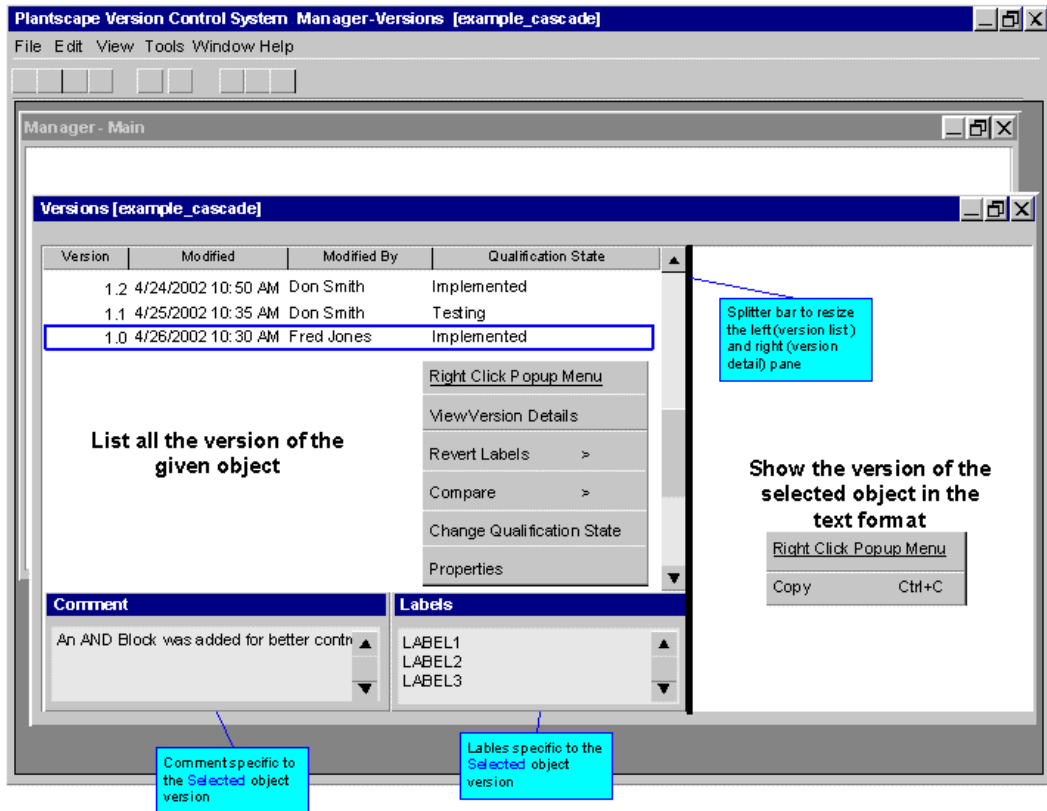 Plantscape Version Control System Manager-Versions [example_cascade]
File Edit View Tools Window Help
Manager - Main
Versions [example_cascade]
Version Modified Modified By Qualification State
1.2 4/24/2002 10:50 AM Don Smith Implemented
1.1 4/25/2002 10:35 AM Don Smith Testing
1.0 4/26/2002 10:30 AM Fred Jones Implemented
Splitter bar to resize
the left (version list )
and right (version
detail) pane
Right Click Popup Menu
View Version Details
Revert Labels >
Compare >
Change Qualification State
Properties
List all the version of the
given object
Show the version of the
selected object in the
text format
Right Click Popup Menu
Copy Ctrl+C
Comment
An AND Block was added for better contr
Labels
LABEL1
LABEL2
LABEL3
Comment specific to
the Selected object
version
Lables specific to the
Selected object
version